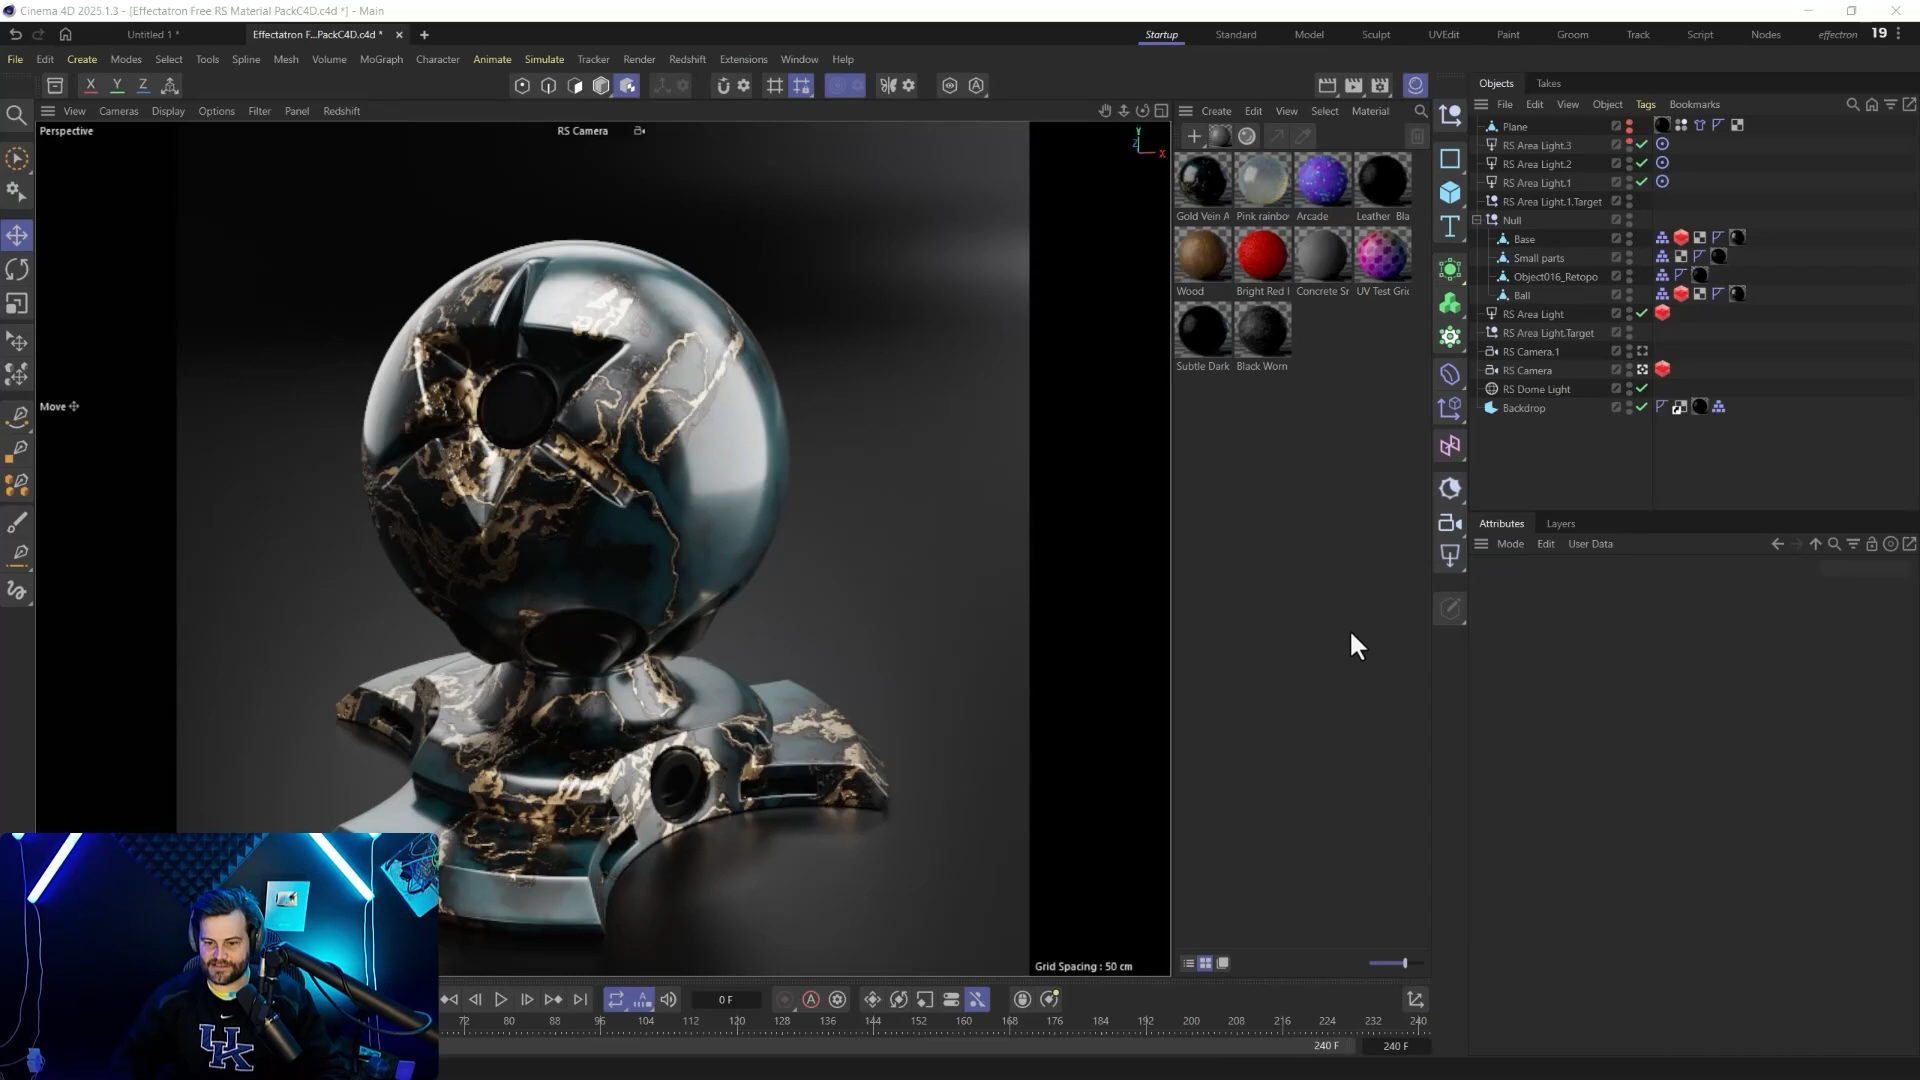 Cinema 4D 2025.1.3 - [Effectatron Free RS Material PackC4D.c4d *] - Main
Untitled 1 *
Effectatron F...PackC4D.c4d *
Startup
Standard
Model
Sculpt
UVEdit
Paint
Groom
Track
Script
Nodes
effectron
19
File Edit Create Modes Select Tools Spline Mesh Volume MoGraph Character Animate Simulate Tracker Render Redshift Extensions Window Help
X Y Z
Objects Takes
View Cameras Display Options Filter Panel Redshift
Create Edit View Select Material
File Edit View Object Tags Bookmarks
Perspective
RS Camera
Y
Z
X
Move
Grid Spacing : 50 cm
Gold Vein A
Pink rainbo
Arcade
Leather Bla
Wood
Bright Red
Concrete Sr
UV Test Gric
Subtle Dark
Black Worn
Plane
RS Area Light.3
RS Area Light.2
RS Area Light.1
RS Area Light.1.Target
Null
Base
Small parts
Object016_Retopo
Ball
RS Area Light
RS Area Light.Target
RS Camera.1
RS Camera
RS Dome Light
Backdrop
Attributes Layers
Mode Edit User Data
0 F
72 80 88 96 104 112 120 128 136 144 152 160 168 176 184 192 200 208 216 224 232 240
240 F
240 F
UK